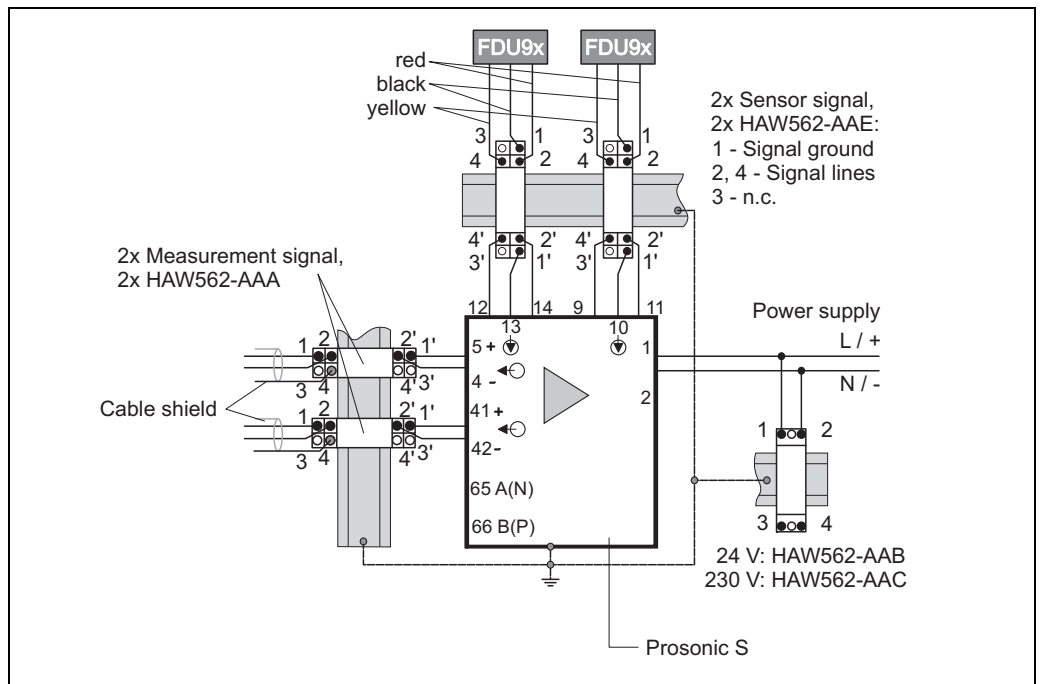 FDU9x FDU9x
red
black
yellow
3 1 3 1
4 2 4 2
2x Sensor signal,
2x HAW562-AAE:
1 - Signal ground
2, 4 - Signal lines
3 - n.c.
4' 2' 4' 2'
3' 1' 3' 1'
2x Measurement signal,
2x HAW562-AAA
12 14 9 11
13 10
Power supply
L / +
N / -
1 2 2' 1'
3 4 4' 3'
5 +
4 -
1
2
Cable shield
1 2 2' 1'
3 4 4' 3'
41 +
42 -
65 A(N)
66 B(P)
1 2
3 4
24 V: HAW562-AAB
230 V: HAW562-AAC
Prosonic S